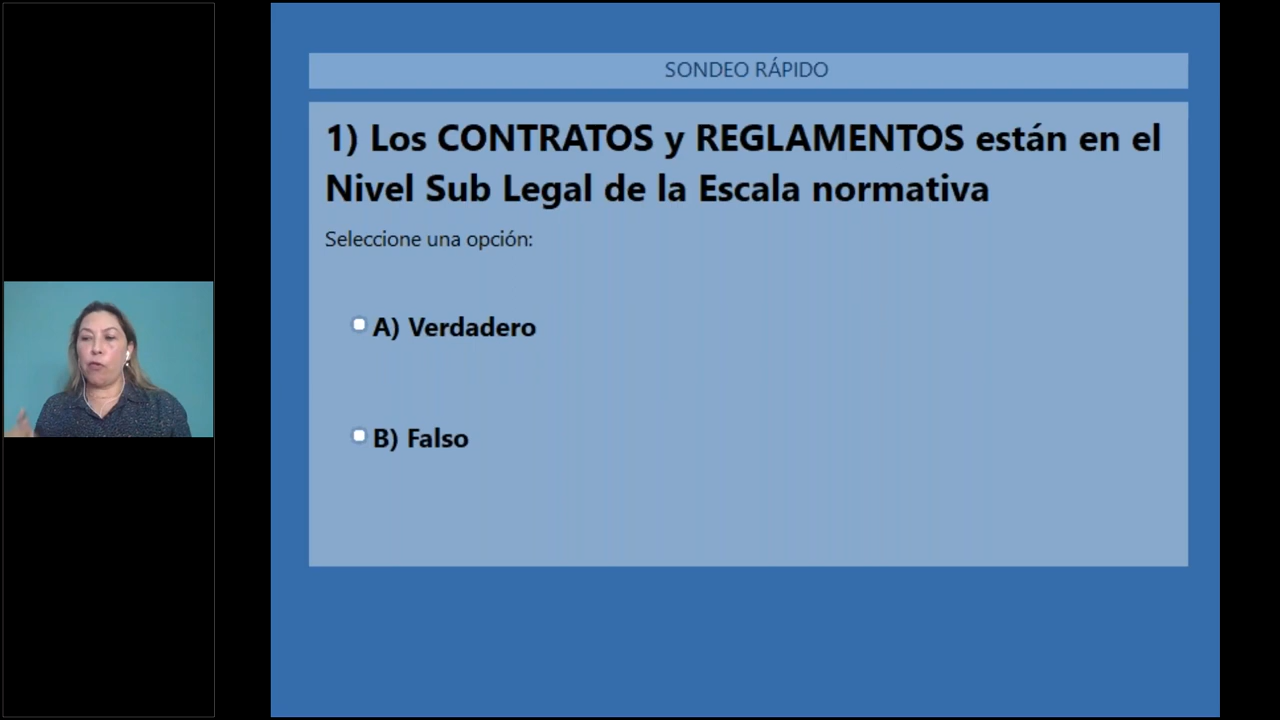 SONDEO RÁPIDO
1) Los CONTRATOS y REGLAMENTOS están en el
Nivel Sub Legal de la Escala normativa
Seleccione una opción:
A) Verdadero
B) Falso